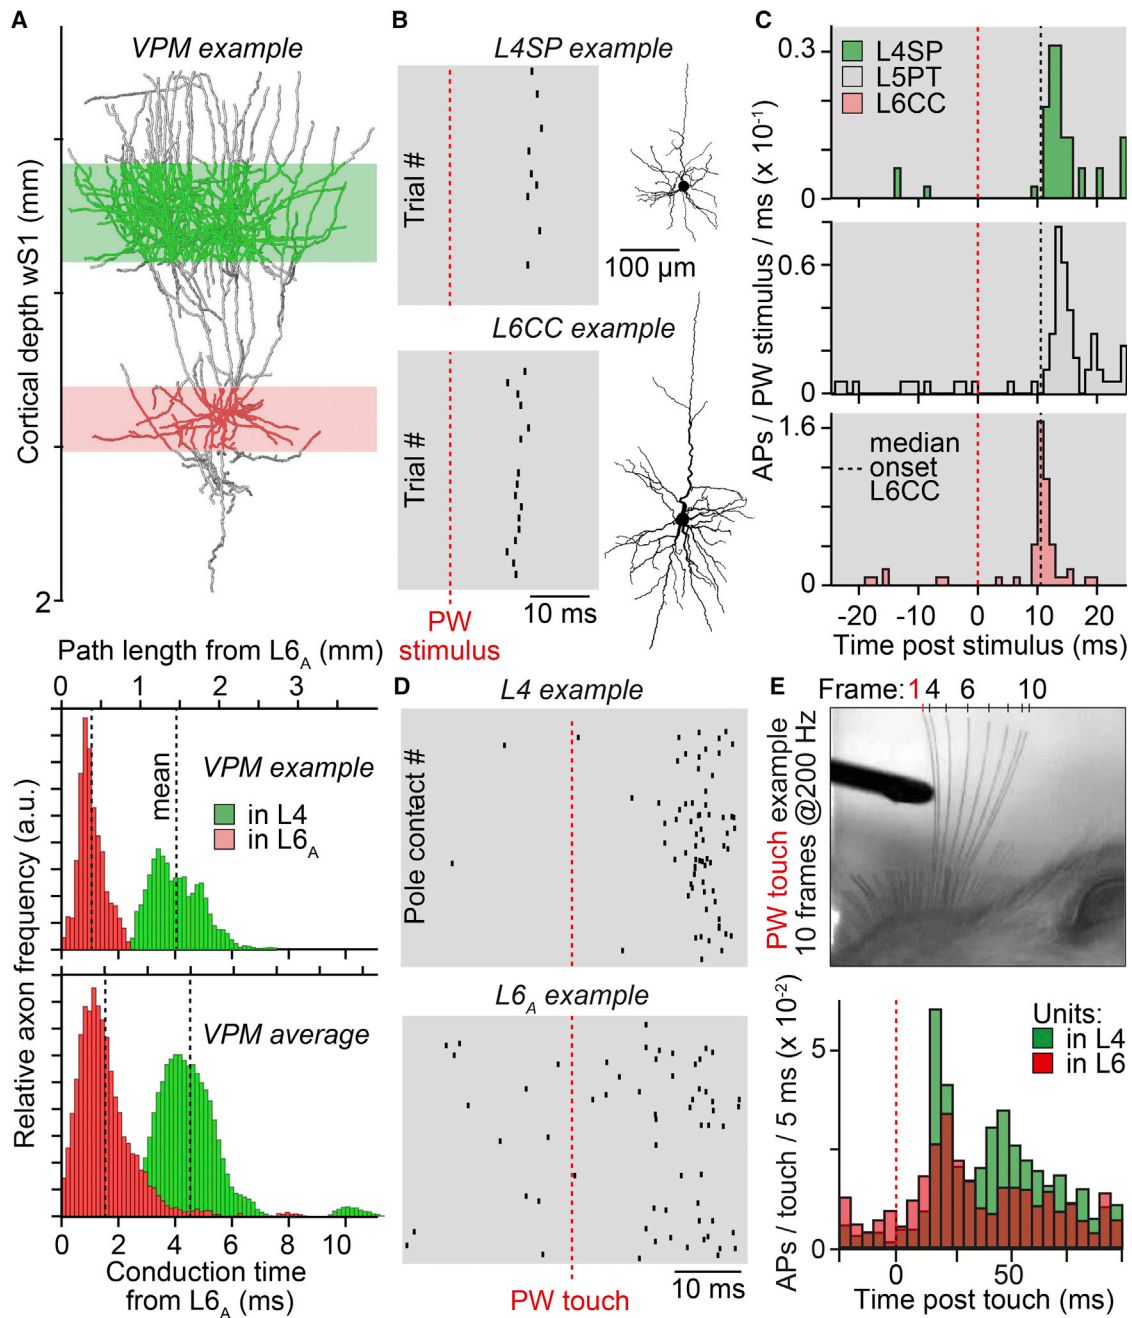 A
VPM example
Cortical depth wS1 (mm)
2
Path length from L6A (mm)
0 1 2 3
VPM example
mean
in L4
in L6A
Relative axon frequency (a.u.)
VPM average
0 2 4 6 8 10
Conduction time
from L6A (ms)
B
L4SP example
Trial #
100 µm
L6CC example
Trial #
10 ms
PW
stimulus
C
0.3
L4SP
L5PT
L6CC
0
0.6
0
APs / PW stimulus / ms (x 10-1)
1.6
median
onset
L6CC
0
-20 -10 0 10 20
Time post stimulus (ms)
D
L4 example
Pole contact #
L6A example
10 ms
PW touch
E
Frame: 1 4 6 10
PW touch example
10 frames @200 Hz
APs / touch / 5 ms (x 10-2)
5
0
Units:
in L4
in L6
0 50
Time post touch (ms)